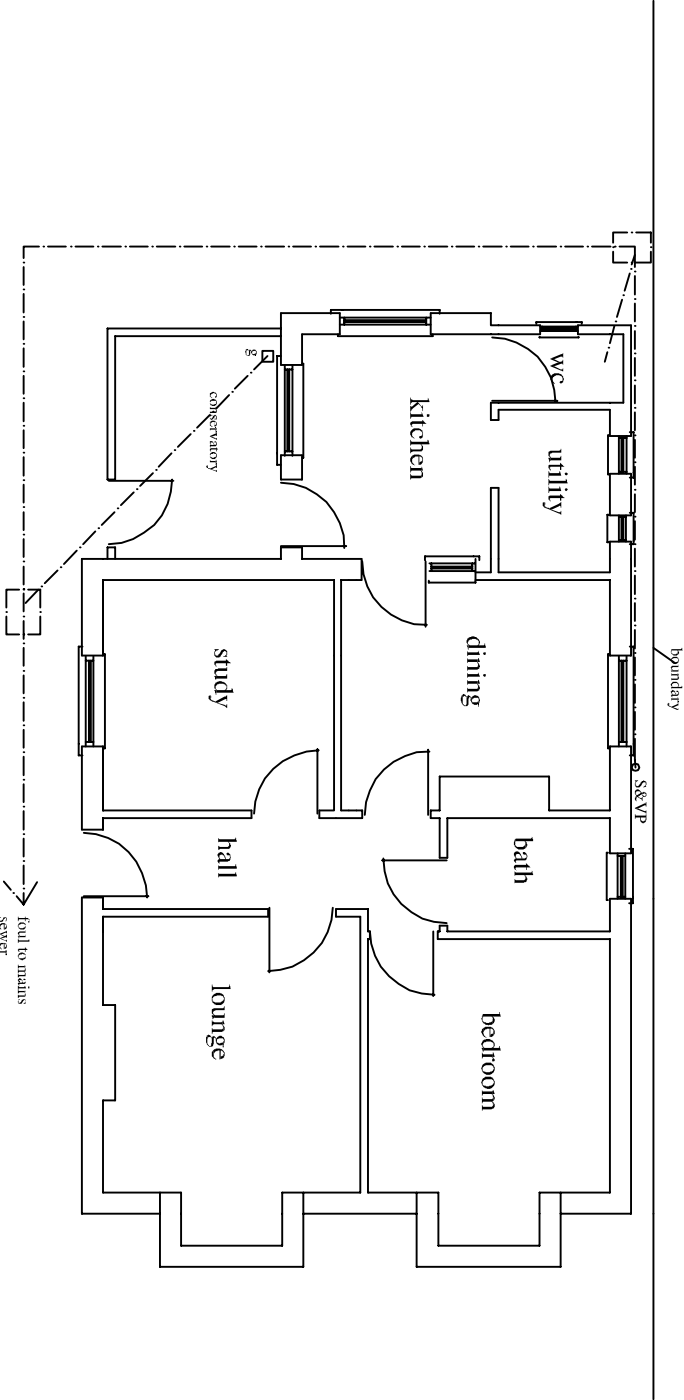 boundary
S&VP
wc
utility
kitchen
g
conservatory
dining
study
bath
hall
bedroom
lounge
foul to mains
sewer